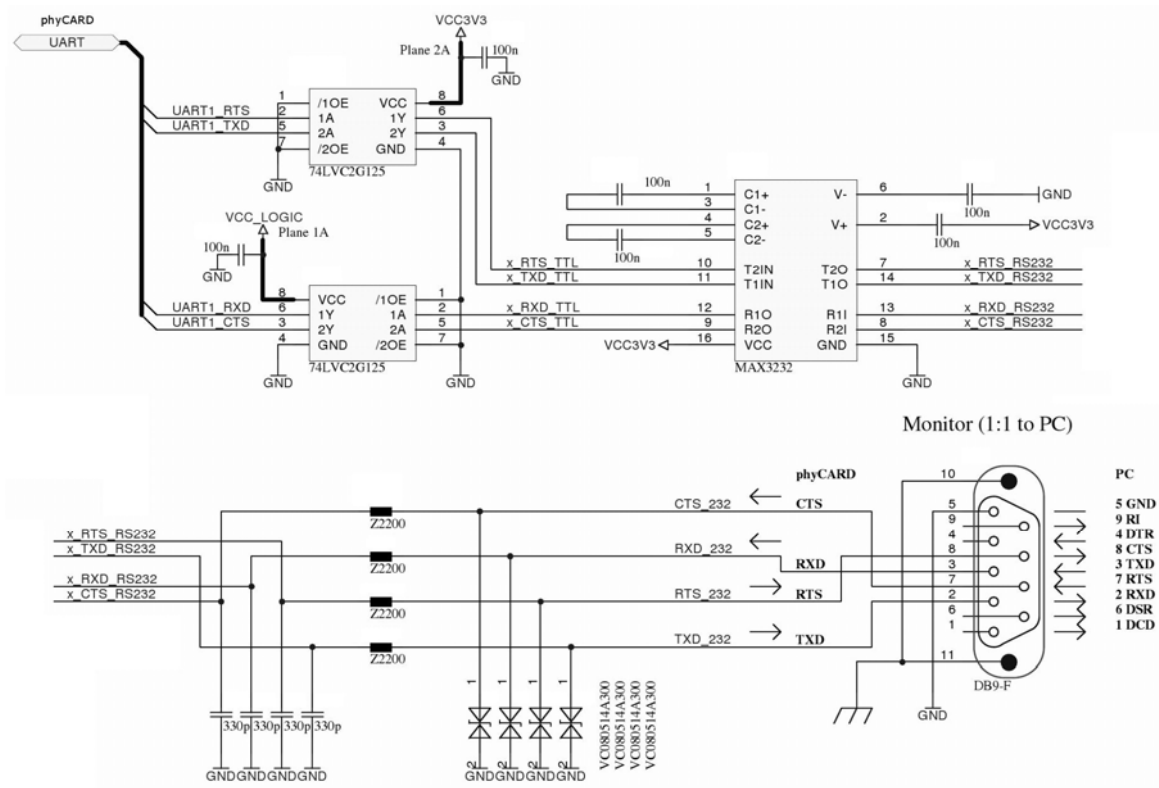 phyCARD
UART
VCC3V3
Plane 2A
100n
GND
1 /1OE VCC 8
UART1_RTS 2 1A 1Y 6
UART1_TXD 5 2A 2Y 3
7 /2OE GND 4
74LVC2G125
GND
VCC_LOGIC
Plane 1A
100n
GND
8 VCC /1OE 1
UART1_RXD 6 1Y 1A 2
UART1_CTS 3 2Y 2A 5
4 GND /2OE 7
74LVC2G125
GND
GND
100n 1 C1+ V- 6 100n GND
3 C1-
4 C2+ V+ 2 100n VCC3V3
100n 5 C2-
x_RTS_TTL 10 T2IN T2O 7 x_RTS_RS232
x_TXD_TTL 11 T1IN T1O 14 x_TXD_RS232
x_RXD_TTL 12 R1O R1I 13 x_RXD_RS232
x_CTS_TTL 9 R2O R2I 8 x_CTS_RS232
VCC3V3 16 VCC GND 15
MAX3232
GND
Monitor (1:1 to PC)
phyCARD
PC
x_RTS_RS232
x_TXD_RS232
x_RXD_RS232
x_CTS_RS232
Z2200
Z2200
Z2200
Z2200
CTS_232 CTS
RXD_232 RXD
RTS_232 RTS
TXD_232 TXD
10
5
9
4
8
3
7
2
6
1
11
DB9-F
5 GND
9 RI
4 DTR
8 CTS
3 TXD
7 RTS
2 RXD
6 DSR
1 DCD
330p 330p 330p 330p
GND GND GND GND
1 1 1 1
2 2 2 2
GND GND GND GND
VC080514A300
VC080514A300
VC080514A300
VC080514A300
GND